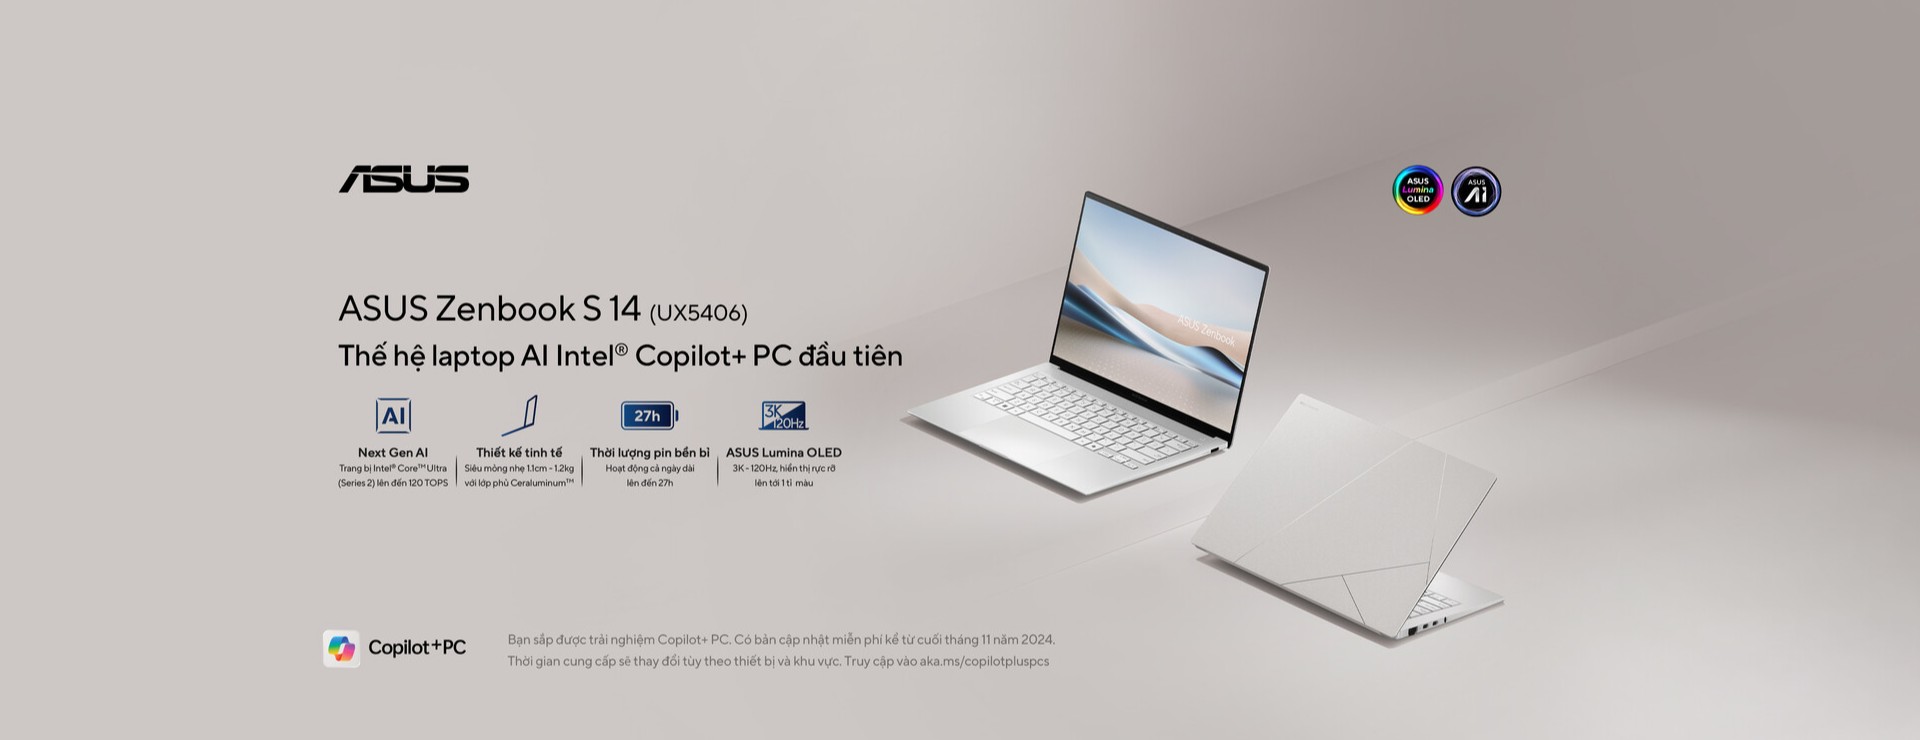 ASUS
ASUS Lumina OLED
ASUS Ai
ASUS Zenbook S 14 (UX5406)
Thế hệ laptop AI Intel® Copilot+ PC đầu tiên
ASUS Zenbook
AI
27h
3K 120Hz
Next Gen AI
Trang bị Intel® Core™ Ultra
(Series 2) lên đến 120 TOPS
Thiết kế tinh tế
Siêu mỏng nhẹ 1.1cm - 1.2kg
với lớp phủ Ceraluminum™
Thời lượng pin bền bỉ
Hoạt động cả ngày dài
lên đến 27h
ASUS Lumina OLED
3K - 120Hz, hiển thị rực rỡ
lên tới 1 tỉ màu
Copilot+PC
Bạn sắp được trải nghiệm Copilot+ PC. Có bản cập nhật miễn phí kể từ cuối tháng 11 năm 2024.
Thời gian cung cấp sẽ thay đổi tùy theo thiết bị và khu vực. Truy cập vào aka.ms/copilotpluspcs